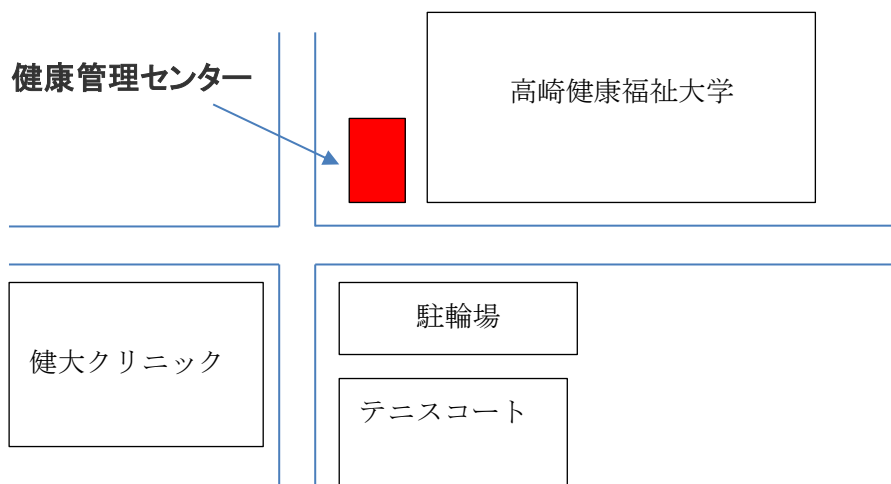 健康管理センター
高崎健康福祉大学
駐輪場
健大クリニック
テニスコート